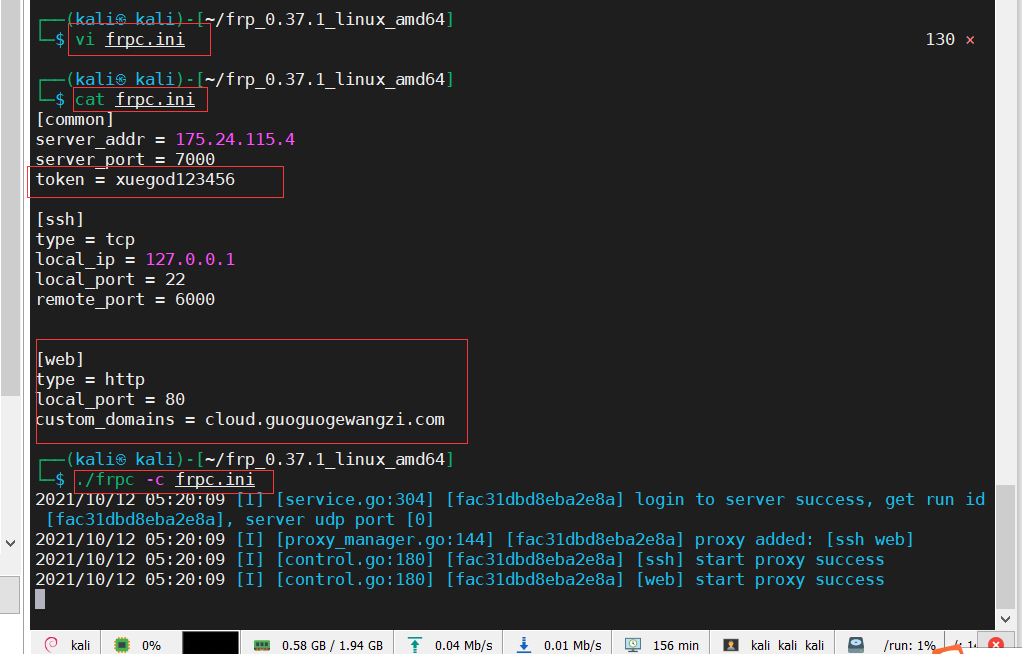 ┌──(kali㉿ kali)-[~/frp_0.37.1_linux_amd64]
└─$ vi frpc.ini 130 ×
┌──(kali㉿ kali)-[~/frp_0.37.1_linux_amd64]
└─$ cat frpc.ini
[common]
server_addr = 175.24.115.4
server_port = 7000
token = xuegod123456
[ssh]
type = tcp
local_ip = 127.0.0.1
local_port = 22
remote_port = 6000
[web]
type = http
local_port = 80
custom_domains = cloud.guoguogewangzi.com
┌──(kali㉿ kali)-[~/frp_0.37.1_linux_amd64]
└─$ ./frpc -c frpc.ini
2021/10/12 05:20:09 [I] [service.go:304] [fac31dbd8eba2e8a] login to server success, get run id
[fac31dbd8eba2e8a], server udp port [0]
2021/10/12 05:20:09 [I] [proxy_manager.go:144] [fac31dbd8eba2e8a] proxy added: [ssh web]
2021/10/12 05:20:09 [I] [control.go:180] [fac31dbd8eba2e8a] [ssh] start proxy success
2021/10/12 05:20:09 [I] [control.go:180] [fac31dbd8eba2e8a] [web] start proxy success
kali 0% 0.58 GB / 1.94 GB 0.04 Mb/s 0.01 Mb/s 156 min kali kali kali /run: 1%